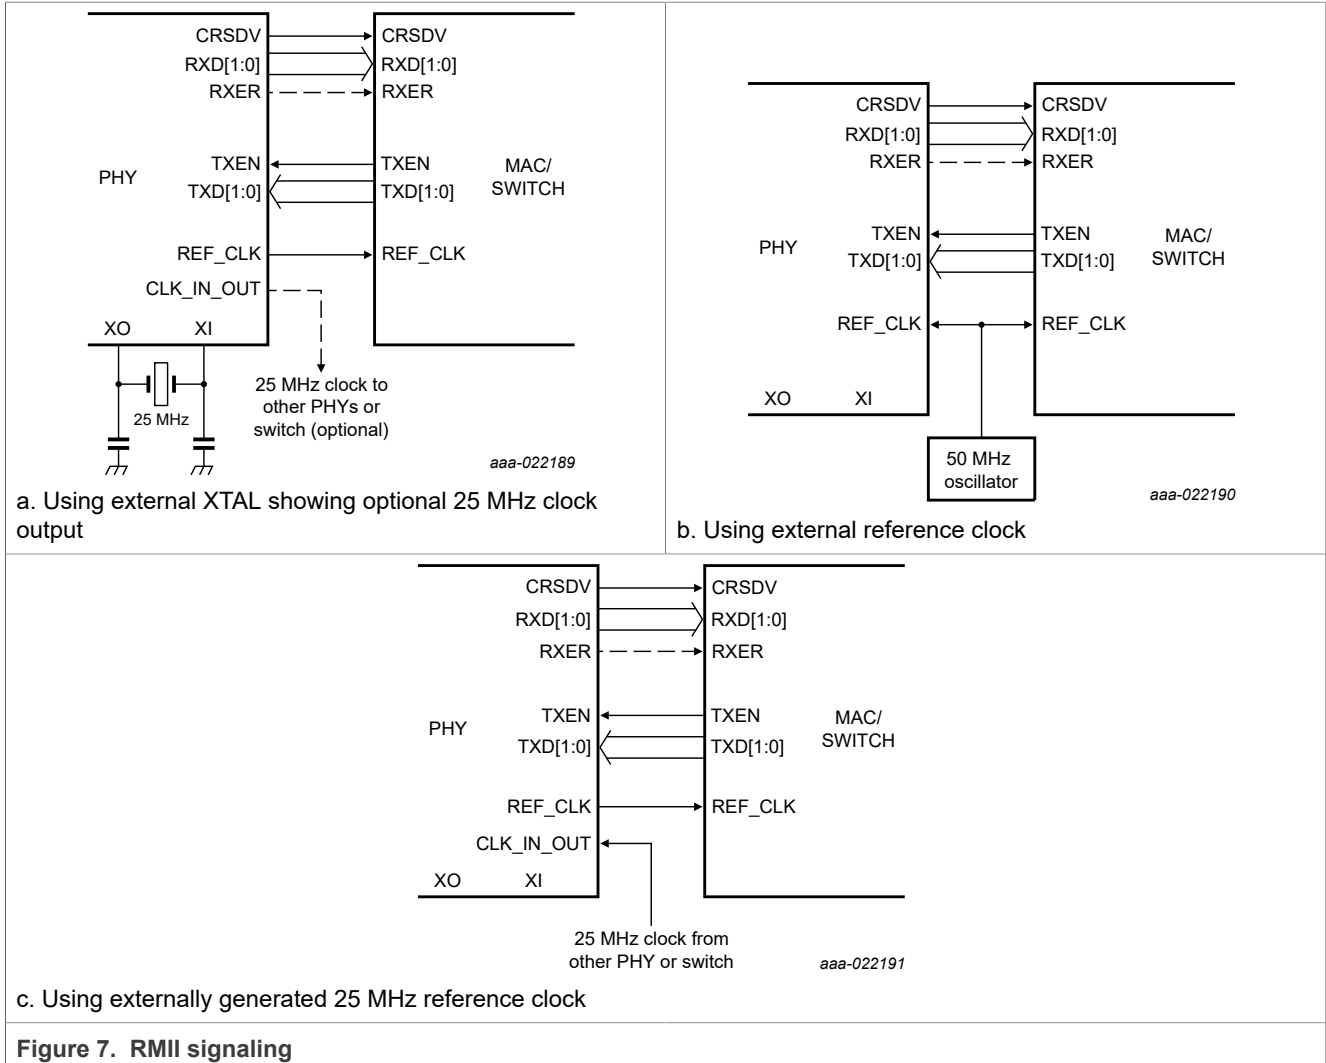 CRSDV CRSDV
RXD[1:0] RXD[1:0]
RXER RXER
TXEN TXEN
PHY
MAC/
SWITCH
TXD[1:0] TXD[1:0]
REF_CLK REF_CLK
CLK_IN_OUT
XO XI
25 MHz
25 MHz clock to
other PHYs or
switch (optional)
aaa-022189
a. Using external XTAL showing optional 25 MHz clock
output
CRSDV CRSDV
RXD[1:0] RXD[1:0]
RXER RXER
TXEN TXEN
PHY
MAC/
SWITCH
TXD[1:0] TXD[1:0]
REF_CLK REF_CLK
XO XI
50 MHz
oscillator
aaa-022190
b. Using external reference clock
CRSDV CRSDV
RXD[1:0] RXD[1:0]
RXER RXER
TXEN TXEN
PHY
MAC/
SWITCH
TXD[1:0] TXD[1:0]
REF_CLK REF_CLK
CLK_IN_OUT
XO XI
25 MHz clock from
other PHY or switch
aaa-022191
c. Using externally generated 25 MHz reference clock
Figure 7. RMII signaling